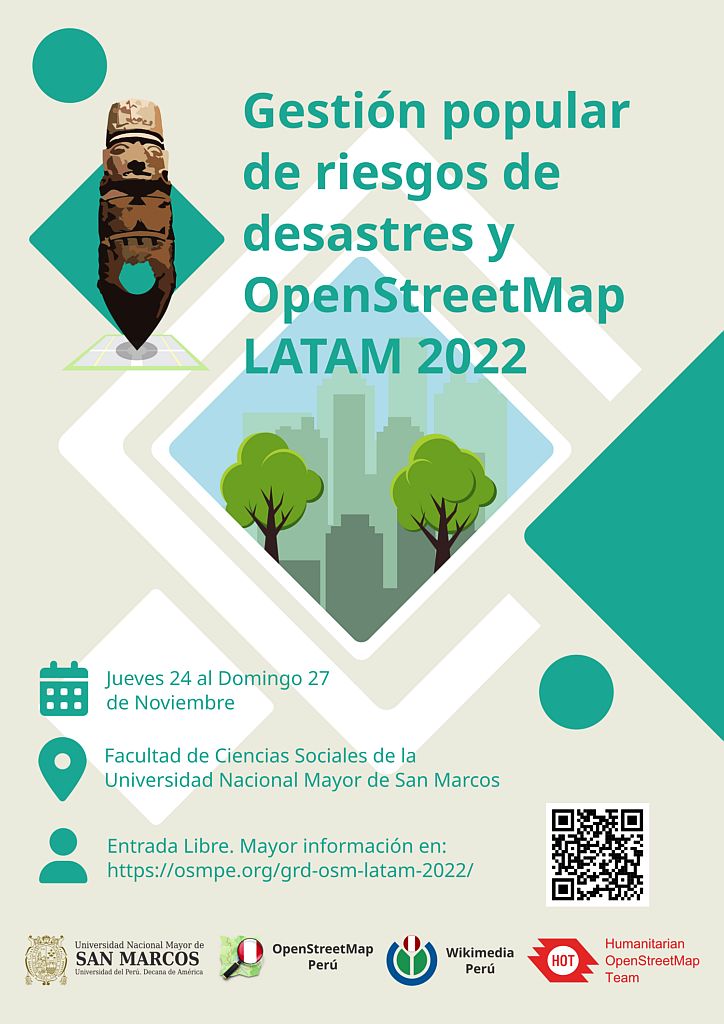 Gestión popular
de riesgos de
desastres y
OpenStreetMap
LATAM 2022
Jueves 24 al Domingo 27
de Noviembre
Facultad de Ciencias Sociales de la
Universidad Nacional Mayor de San Marcos
Entrada Libre. Mayor información en:
https://osmpe.org/grd-osm-latam-2022/
Universidad Nacional Mayor de
SAN MARCOS
Universidad del Perú. Decana de América
OpenStreetMap
Perú
Wikimedia
Perú
HOT
Humanitarian
OpenStreetMap
Team